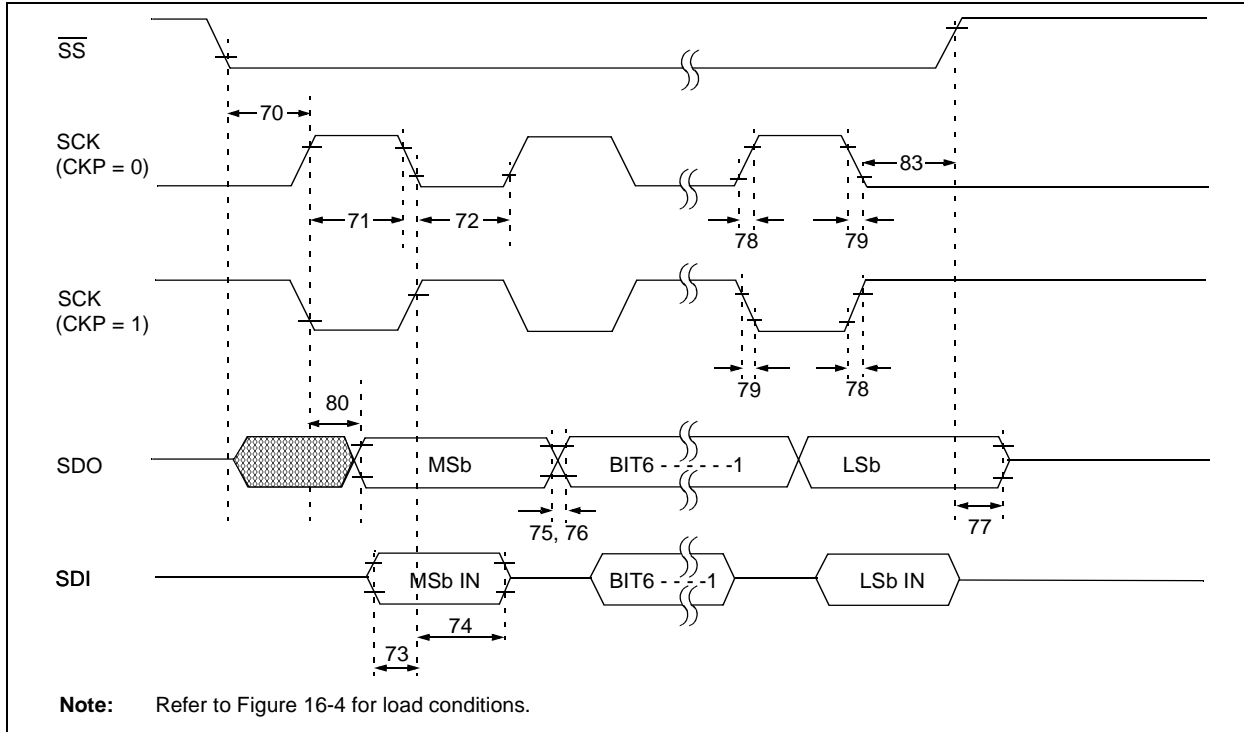 SS
70
SCK
(CKP = 0)
83
71
72
78
79
SCK
(CKP = 1)
79
78
80
SDO
MSb
BIT6 - - - - - -1
LSb
75, 76
77
SDI
MSb IN
BIT6 - - - - -1
LSb IN
74
73
Note: Refer to Figure 16-4 for load conditions.